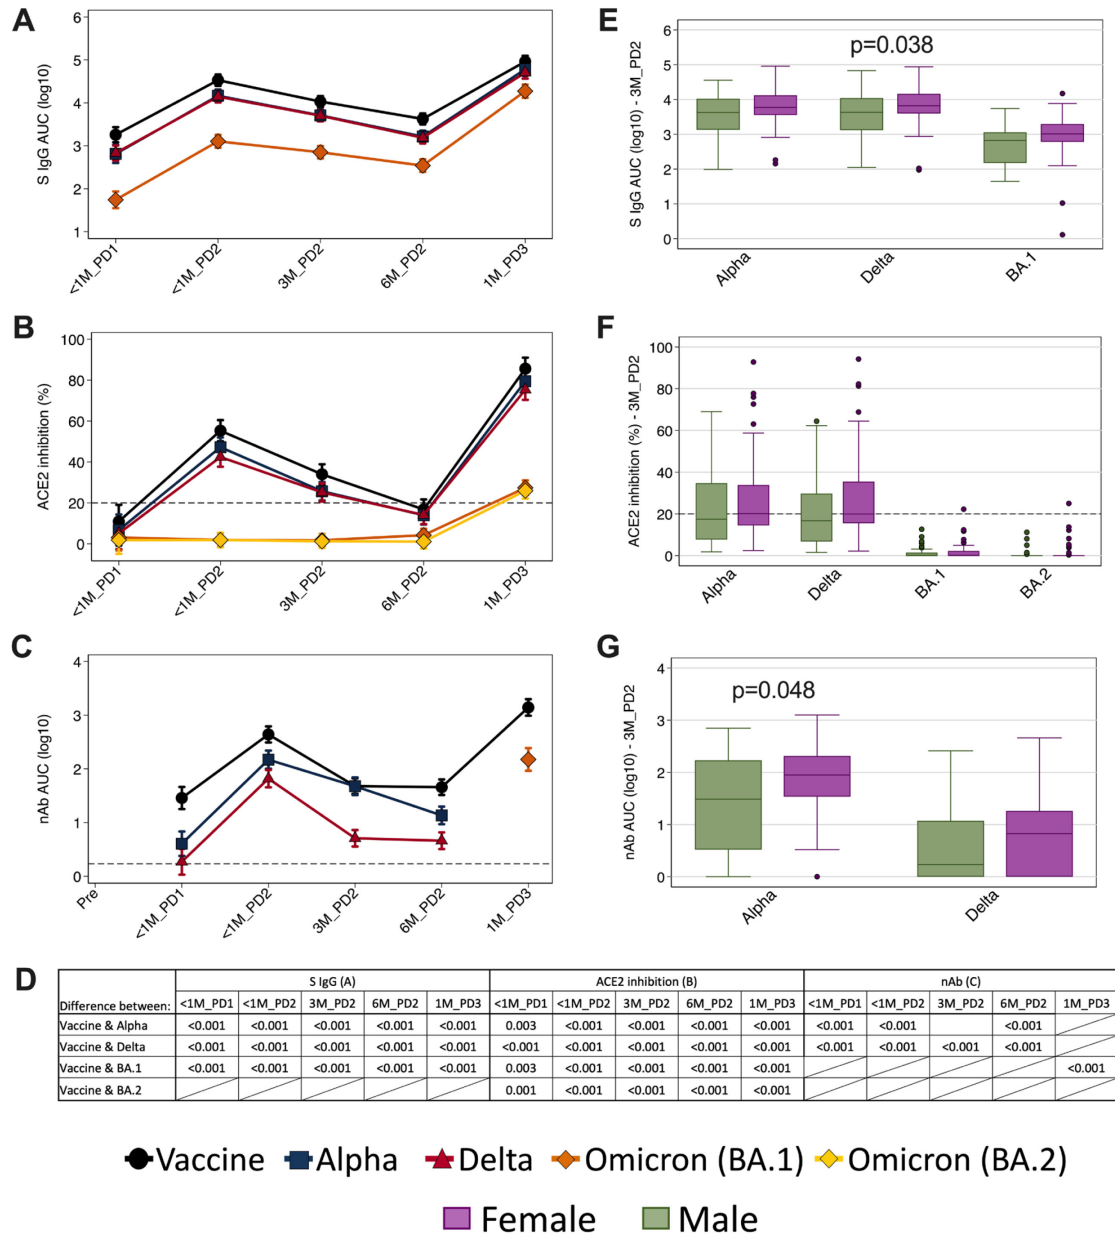 A
S IgG AUC (log10)
6
5
4
3
2
1
<1M_PD1
<1M_PD2
3M_PD2
6M_PD2
1M_PD3
E
p=0.038
S IgG AUC (log10) - 3M_PD2
6
5
4
3
2
1
0
Alpha
Delta
BA.1
B
ACE2 inhibition (%)
100
80
60
40
20
0
<1M_PD1
<1M_PD2
3M_PD2
6M_PD2
1M_PD3
F
ACE2 inhibition (%) - 3M_PD2
100
80
60
40
20
0
Alpha
Delta
BA.1
BA.2
C
nAb AUC (log10)
4
3
2
1
0
Pre
<1M_PD1
<1M_PD2
3M_PD2
6M_PD2
1M_PD3
G
p=0.048
nAb AUC (log10) - 3M_PD2
4
3
2
1
0
Alpha
Delta
D
S IgG (A) ACE2 inhibition (B) nAb (C)
Difference between: <1M_PD1 <1M_PD2 3M_PD2 6M_PD2 1M_PD3 <1M_PD1 <1M_PD2 3M_PD2 6M_PD2 1M_PD3 <1M_PD1 <1M_PD2 3M_PD2 6M_PD2 1M_PD3
Vaccine & Alpha <0.001 <0.001 <0.001 <0.001 <0.001 0.003 <0.001 <0.001 <0.001 <0.001 <0.001 <0.001 <0.001
Vaccine & Delta <0.001 <0.001 <0.001 <0.001 <0.001 <0.001 <0.001 <0.001 <0.001 <0.001 <0.001 <0.001 <0.001 <0.001
Vaccine & BA.1 <0.001 <0.001 <0.001 <0.001 <0.001 0.003 <0.001 <0.001 <0.001 <0.001 <0.001
Vaccine & BA.2 0.001 <0.001 <0.001 <0.001 <0.001
Vaccine Alpha Delta Omicron (BA.1) Omicron (BA.2)
Female Male